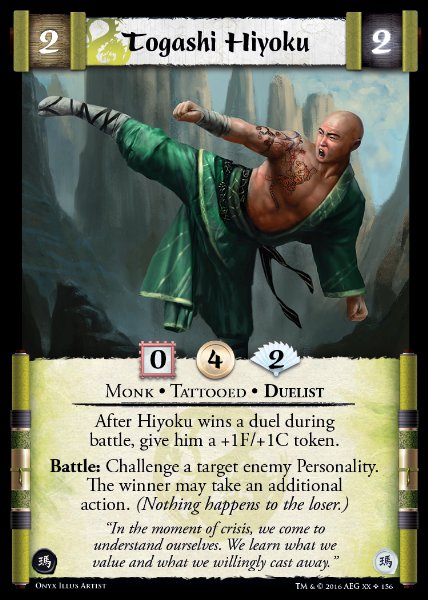 2 Togashi Hiyoku 2
0 4 2
Monk • Tattooed • Duelist
After Hiyoku wins a duel during
battle, give him a +1F/+1C token.
Battle: Challenge a target enemy Personality.
The winner may take an additional
action. (Nothing happens to the loser.)
“In the moment of crisis, we come to
understand ourselves. We learn what we
value and what we willingly cast away.”
瑪 瑪
Onyx Illus Artist TM & © 2016 AEG XX ❖ 156